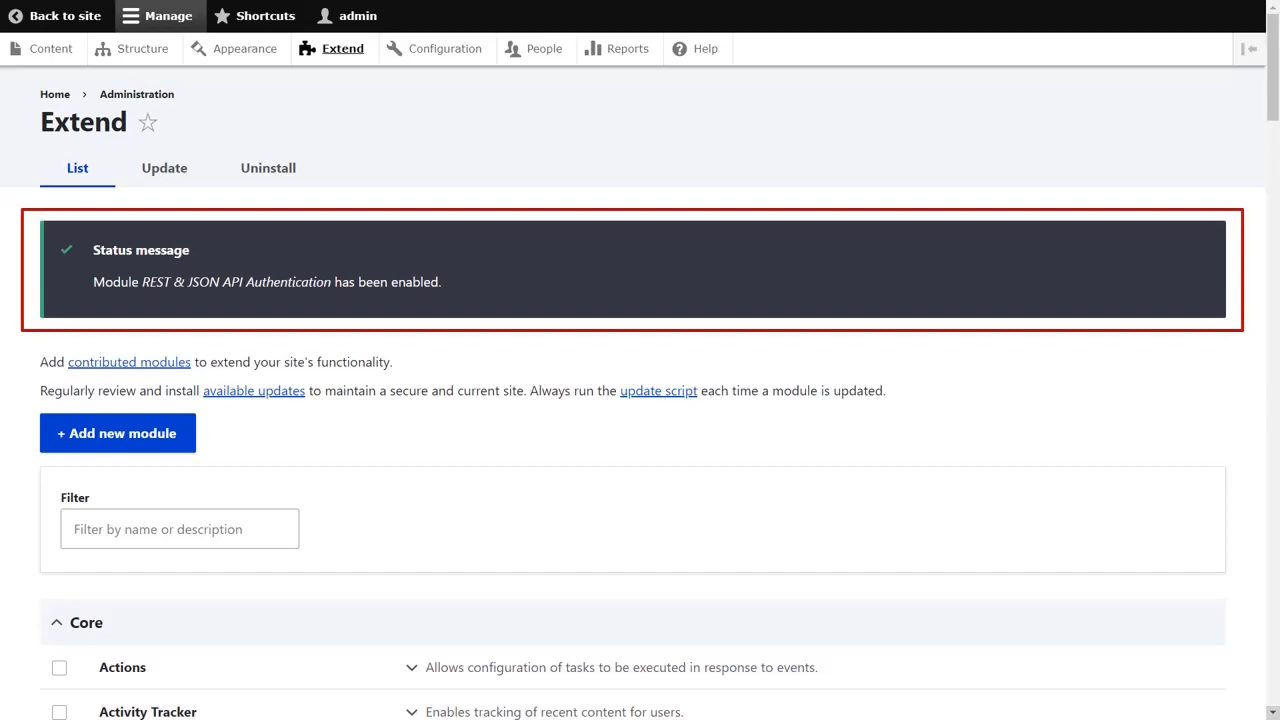 Back to site Manage Shortcuts admin
Content Structure Appearance Extend Configuration People Reports Help
Home › Administration
Extend
List Update Uninstall
Status message
Module REST & JSON API Authentication has been enabled.
Add contributed modules to extend your site's functionality.
Regularly review and install available updates to maintain a secure and current site. Always run the update script each time a module is updated.
+ Add new module
Filter
Filter by name or description
Core
Actions Allows configuration of tasks to be executed in response to events.
Activity Tracker Enables tracking of recent content for users.